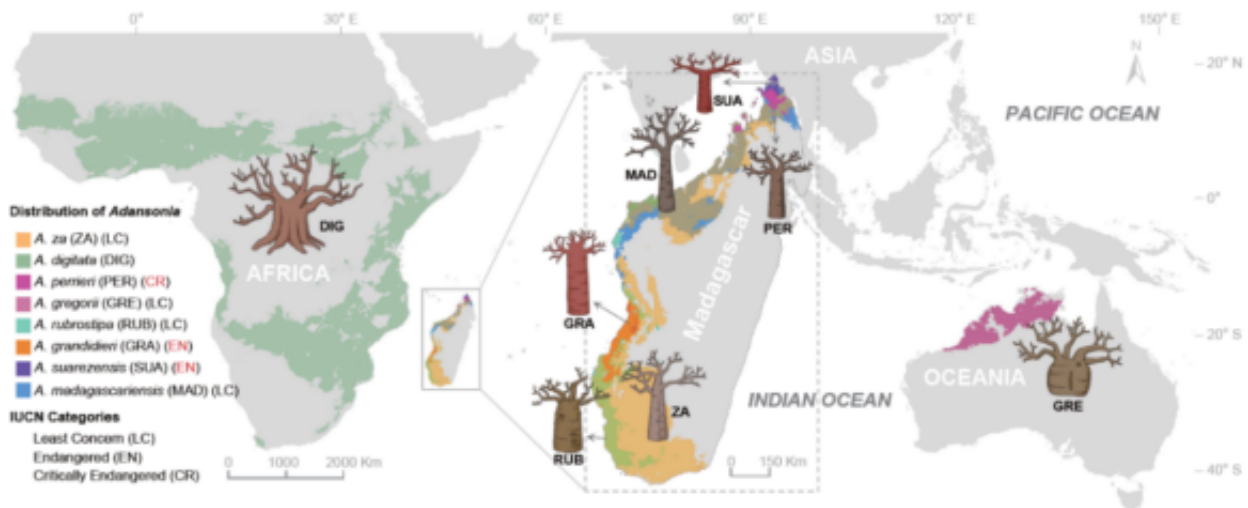 0°
30° E
60° E
90° E
120° E
150° E
20° N
0°
20° S
40° S
N
ASIA
PACIFIC OCEAN
SUA
MAD
PER
DIG
AFRICA
Madagascar
GRA
RUB
ZA
INDIAN OCEAN
OCEANIA
GRE
Distribution of Adansonia
A. za (ZA) (LC)
A. digitata (DIG)
A. perrieri (PER) (CR)
A. gregorii (GRE) (LC)
A. rubrostipa (RUB) (LC)
A. grandidieri (GRA) (EN)
A. suarezensis (SUA) (EN)
A. madagascariensis (MAD) (LC)
IUCN Categories
Least Concern (LC)
Endangered (EN)
Critically Endangered (CR)
0 1000 2000 Km
0 150 Km